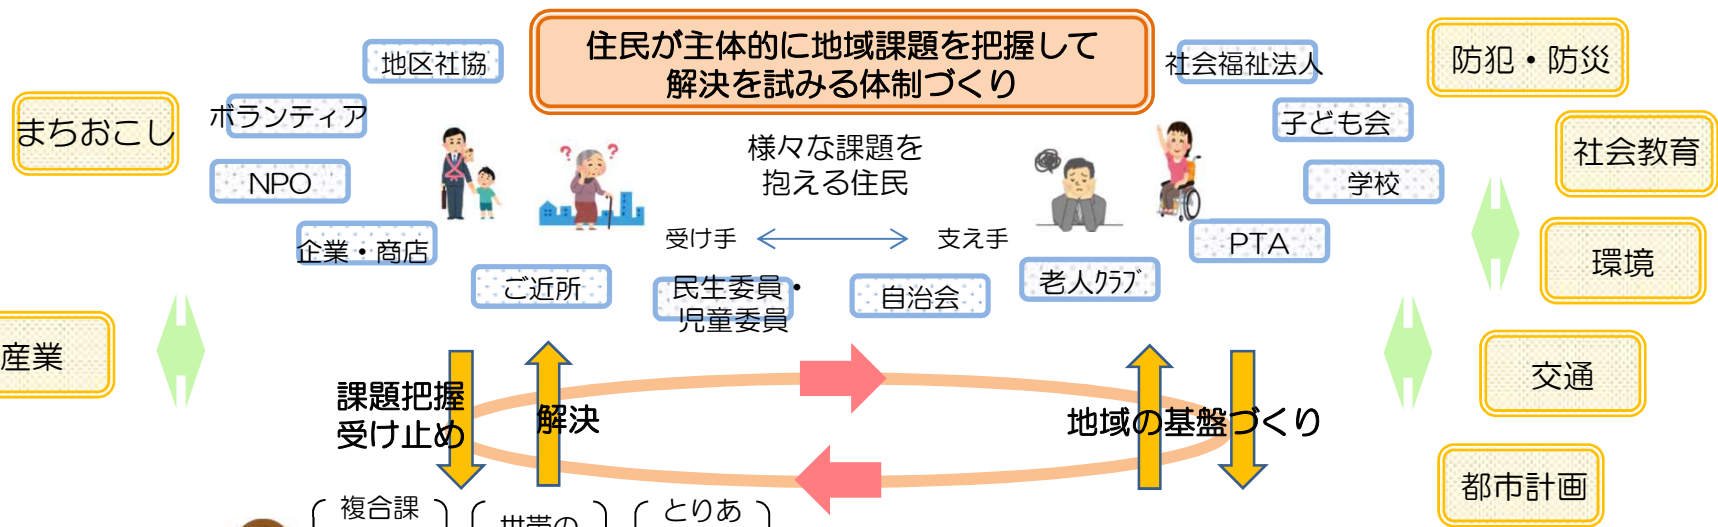 住民が主体的に地域課題を把握して
解決を試みる体制づくり
地区社協
社会福祉法人
防犯・防災
まちおこし
ボランティア
子ども会
社会教育
NPO
様々な課題を
抱える住民
学校
企業・商店
受け手
支え手
PTA
環境
ご近所
民生委員・
児童委員
自治会
老人クラブ
産業
交通
課題把握
受け止め
解決
地域の基盤づくり
都市計画
複合課
世帯の
とりあ
? ?